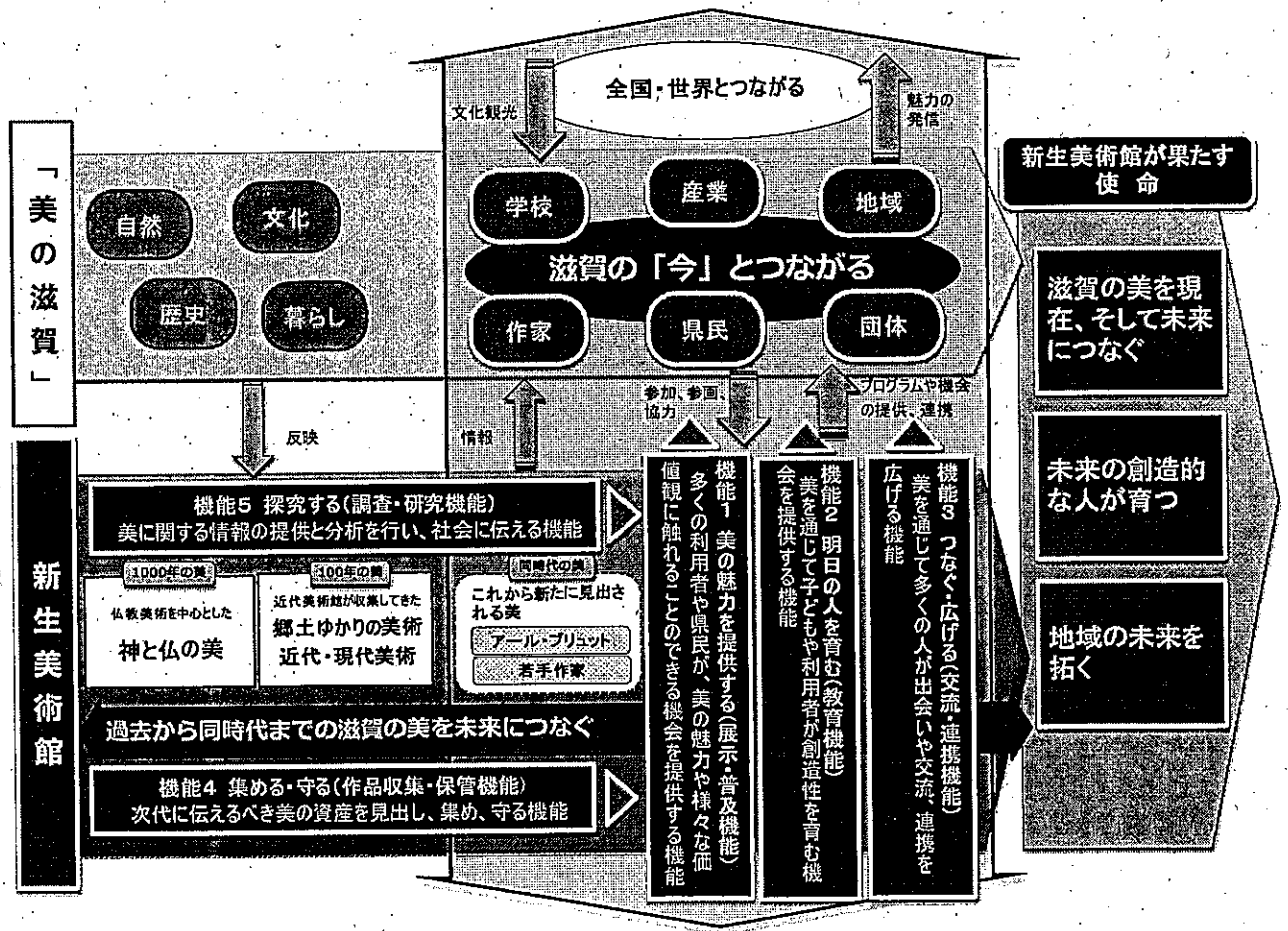 全国・世界とつながる
文化観光
魅力の
発信
「美の滋賀」
自然
文化
歴史
暮らし
学校
産業
地域
滋賀の「今」とつながる
作家
県民
団体
新生美術館が果たす
使命
滋賀の美を現
在、そして未来
につなぐ
未来の創造的
な人が育つ
地域の未来を
拓く
反映
情報
参加、参画、
協力
プログラムや機会
の提供、連携
新生美術館
機能5 探究する(調査・研究機能)
美に関する情報の提供と分析を行い、社会に伝える機能
1000年の美
仏教美術を中心とした
神と仏の美
100年の美
近代美術館が収集してきた
郷土ゆかりの美術
近代・現代美術
同時代の美
これから新たに見出さ
れる美
アール・ブリュット
若手作家
過去から同時代までの滋賀の美を未来につなぐ
機能4 集める・守る(作品収集・保管機能)
次代に伝えるべき美の資産を見出し、集め、守る機能
機能1 美の魅力を提供する(展示・普及機能)
多くの利用者や県民が、美の魅力や様々な価
値観に触れることのできる機会を提供する機能
機能2 明日の人を育む(教育機能)
美を通じて子どもや利用者が創造性を育む機
会を提供する機能
機能3 つなぐ・広げる(交流・連携機能)
美を通じて多くの人が出会いや交流、連携を
広げる機能